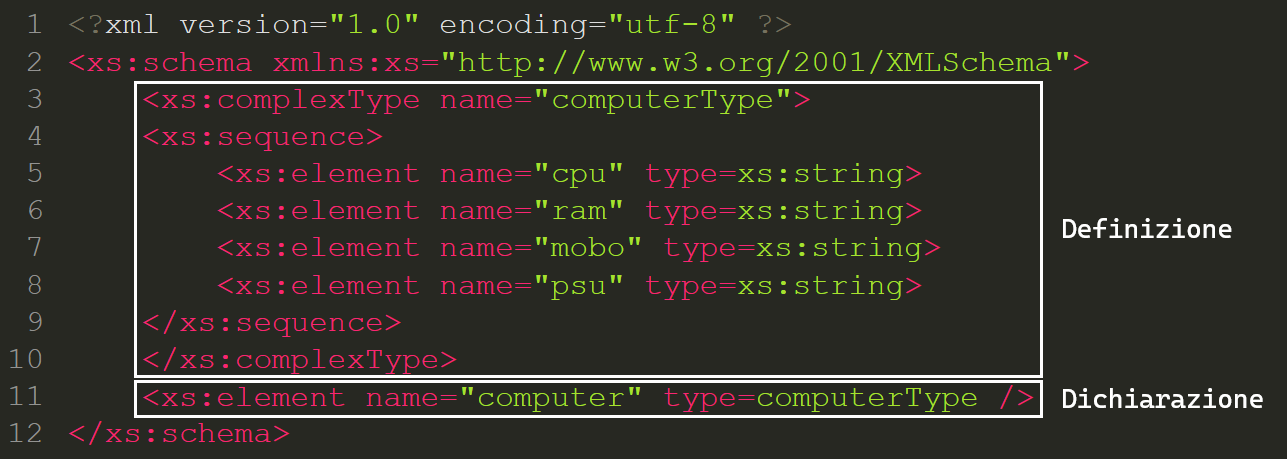 1 <?xml version="1.0" encoding="utf-8" ?>
2 <xs:schema xmlns:xs="http://www.w3.org/2001/XMLSchema">
3 <xs:complexType name="computerType">
4 <xs:sequence>
5 <xs:element name="cpu" type=xs:string>
6 <xs:element name="ram" type=xs:string>
7 <xs:element name="mobo" type=xs:string>
Definizione
8 <xs:element name="psu" type=xs:string>
9 </xs:sequence>
10 </xs:complexType>
11 <xs:element name="computer" type=computerType />
Dichiarazione
12 </xs:schema>